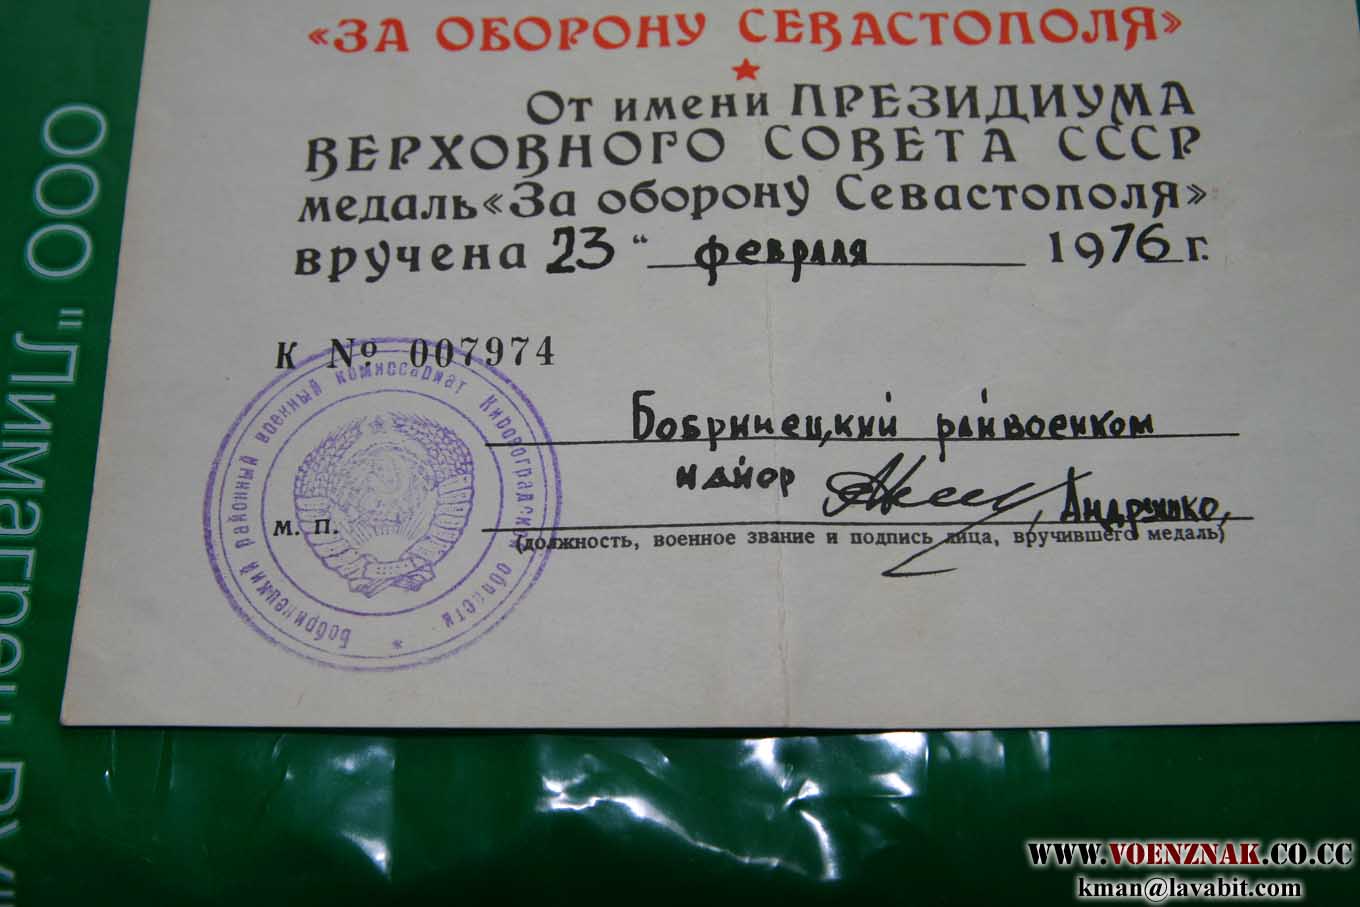 «ЗА ОБОРОНУ СЕВАСТОПОЛЯ»
От имени ПРЕЗИДИУМА
ВЕРХОВНОГО СОВЕТА СССР
медаль «За оборону Севастополя»
вручена 23 " февраля 1976 г.
К № 007974
Бобринецкий районный военный комиссариат Кировоградской области *
Бобринецкий райвоенком
майор
М. П.
(должность, военное звание и подпись лица, вручившего медаль)
ООО "Лимагрен
WWW.VOENZNAK.CO.CC
kman@lavabit.com